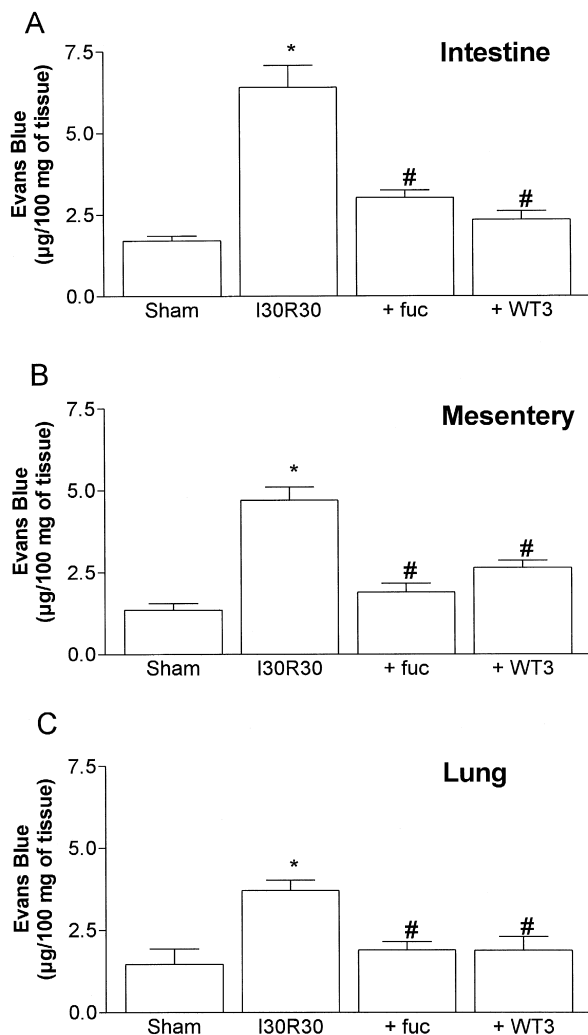 A
Intestine
Evans Blue
(µg/100 mg of tissue)
7.5
5.0
2.5
0.0
*
#
#
Sham I30R30 + fuc + WT3
B
Mesentery
Evans Blue
(µg/100 mg of tissue)
7.5
5.0
2.5
0.0
*
#
#
Sham I30R30 + fuc + WT3
C
Lung
Evans Blue
(µg/100 mg of tissue)
7.5
5.0
2.5
0.0
*
#
#
Sham I30R30 + fuc + WT3